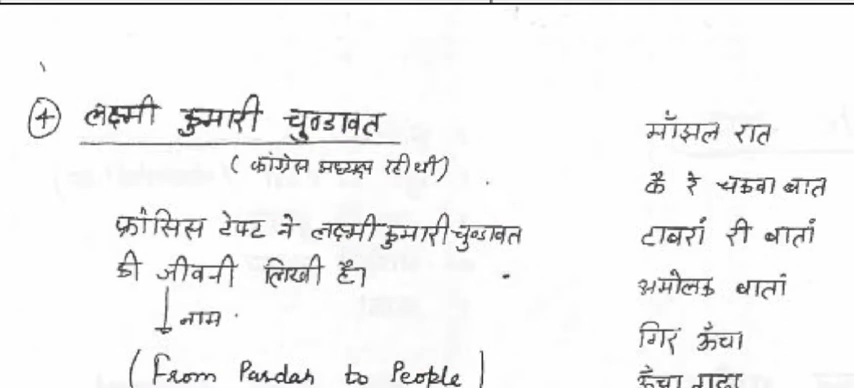 ④ लक्ष्मी कुमारी चुण्डावत
( कांग्रेस अध्यक्ष रही थी)
फ्रांसिस टेफ्ट ने लक्ष्मी कुमारी चुण्डावत
की जीवनी लिखी है।
↓ नाम
( From Pardah to People )
माँझल रात
कै रे चकवा बात
टाबरां री बातां
अमोलक बातां
गिर ऊँचा
ऊँचा गढा